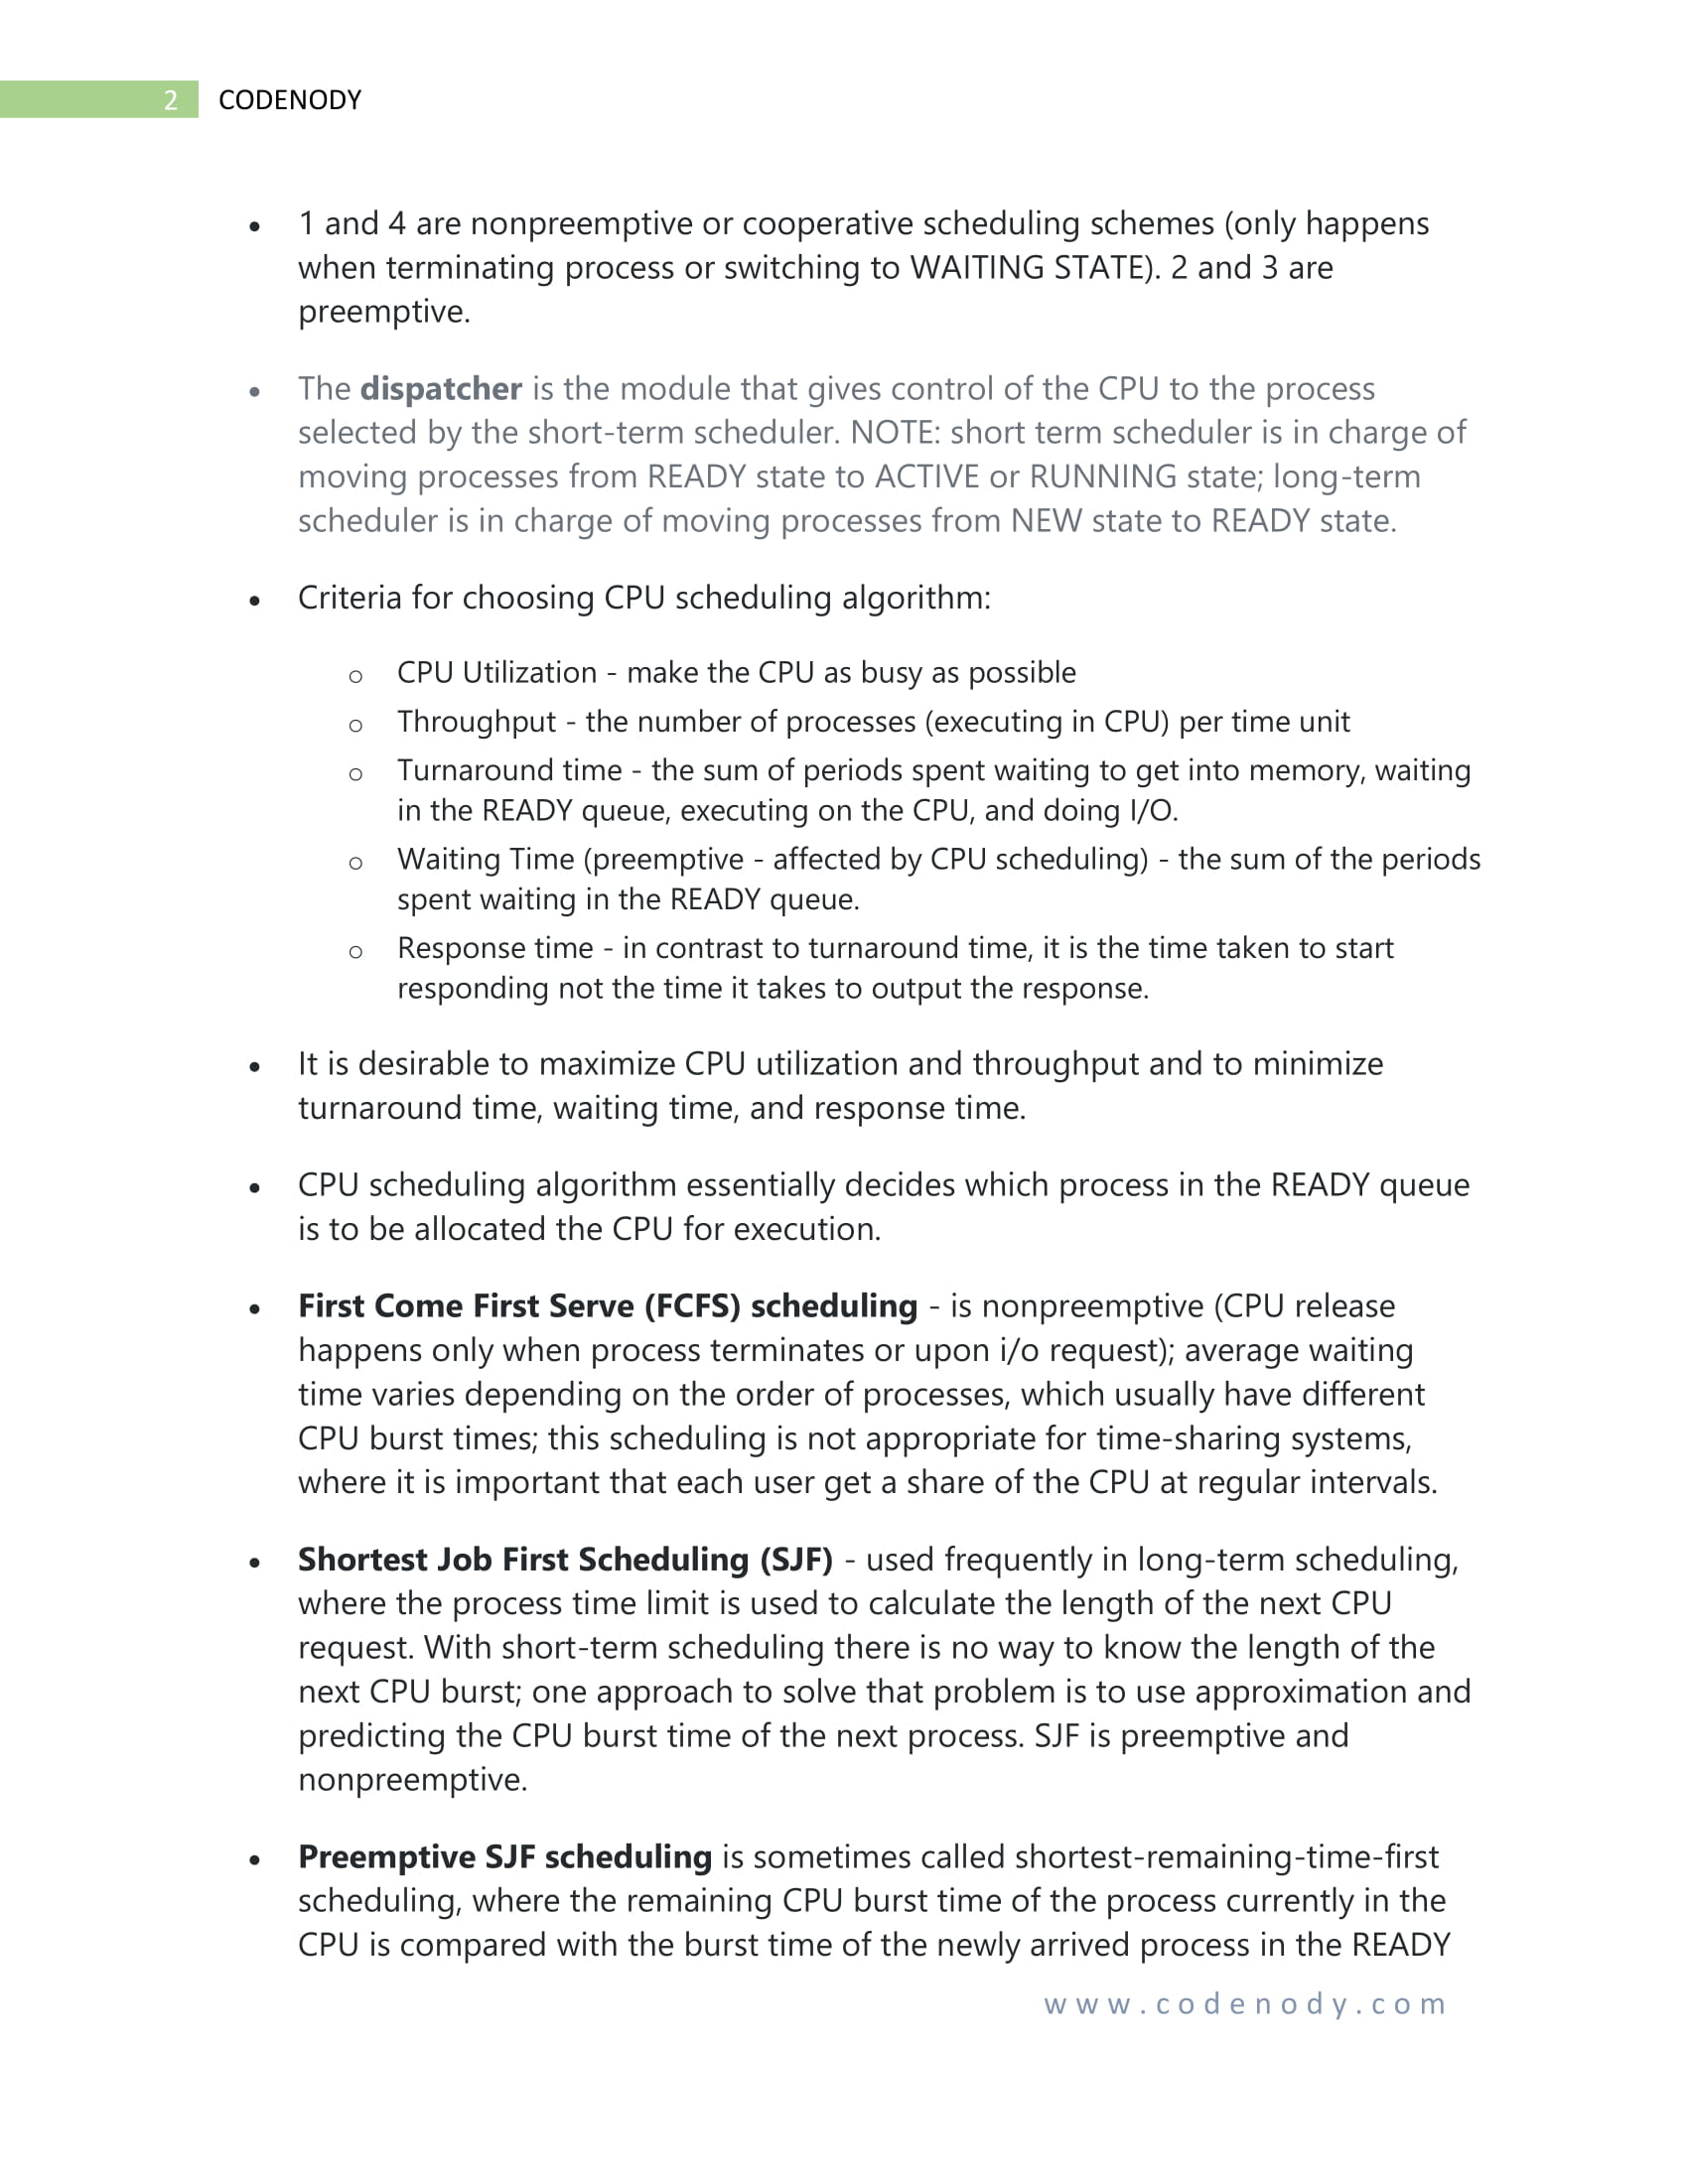 2 CODENODY
• 1 and 4 are nonpreemptive or cooperative scheduling schemes (only happens
when terminating process or switching to WAITING STATE). 2 and 3 are
preemptive.
• The dispatcher is the module that gives control of the CPU to the process
selected by the short-term scheduler. NOTE: short term scheduler is in charge of
moving processes from READY state to ACTIVE or RUNNING state; long-term
scheduler is in charge of moving processes from NEW state to READY state.
• Criteria for choosing CPU scheduling algorithm:
o CPU Utilization - make the CPU as busy as possible
o Throughput - the number of processes (executing in CPU) per time unit
o Turnaround time - the sum of periods spent waiting to get into memory, waiting
in the READY queue, executing on the CPU, and doing I/O.
o Waiting Time (preemptive - affected by CPU scheduling) - the sum of the periods
spent waiting in the READY queue.
o Response time - in contrast to turnaround time, it is the time taken to start
responding not the time it takes to output the response.
• It is desirable to maximize CPU utilization and throughput and to minimize
turnaround time, waiting time, and response time.
• CPU scheduling algorithm essentially decides which process in the READY queue
is to be allocated the CPU for execution.
• First Come First Serve (FCFS) scheduling - is nonpreemptive (CPU release
happens only when process terminates or upon i/o request); average waiting
time varies depending on the order of processes, which usually have different
CPU burst times; this scheduling is not appropriate for time-sharing systems,
where it is important that each user get a share of the CPU at regular intervals.
• Shortest Job First Scheduling (SJF) - used frequently in long-term scheduling,
where the process time limit is used to calculate the length of the next CPU
request. With short-term scheduling there is no way to know the length of the
next CPU burst; one approach to solve that problem is to use approximation and
predicting the CPU burst time of the next process. SJF is preemptive and
nonpreemptive.
• Preemptive SJF scheduling is sometimes called shortest-remaining-time-first
scheduling, where the remaining CPU burst time of the process currently in the
CPU is compared with the burst time of the newly arrived process in the READY
www.codenody.com